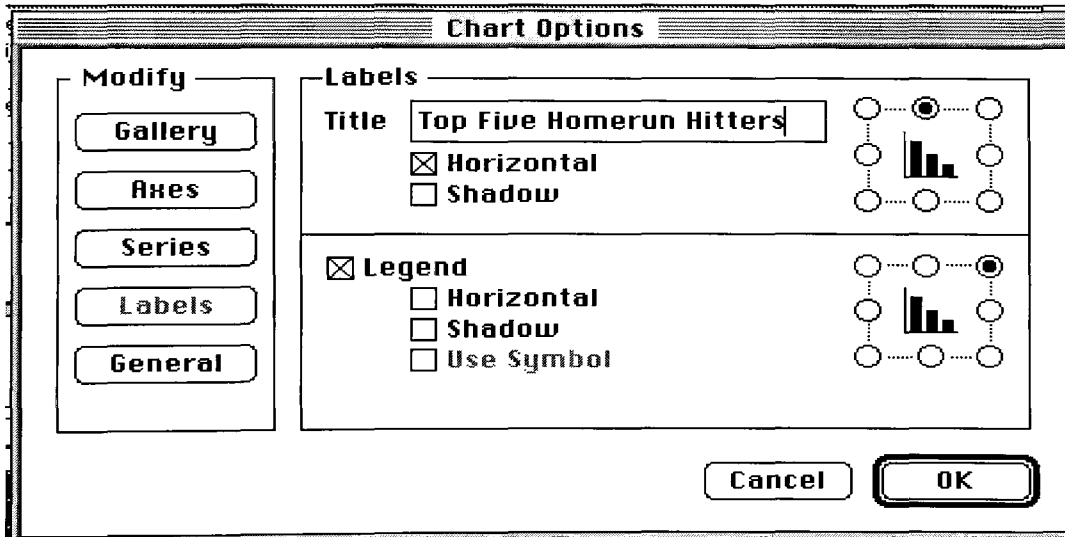 Chart Options
Modify
Gallery
Axes
Series
Labels
General
Labels
Title Top Five Homerun Hitters
Horizontal
Shadow
Legend
Horizontal
Shadow
Use Symbol
Cancel OK